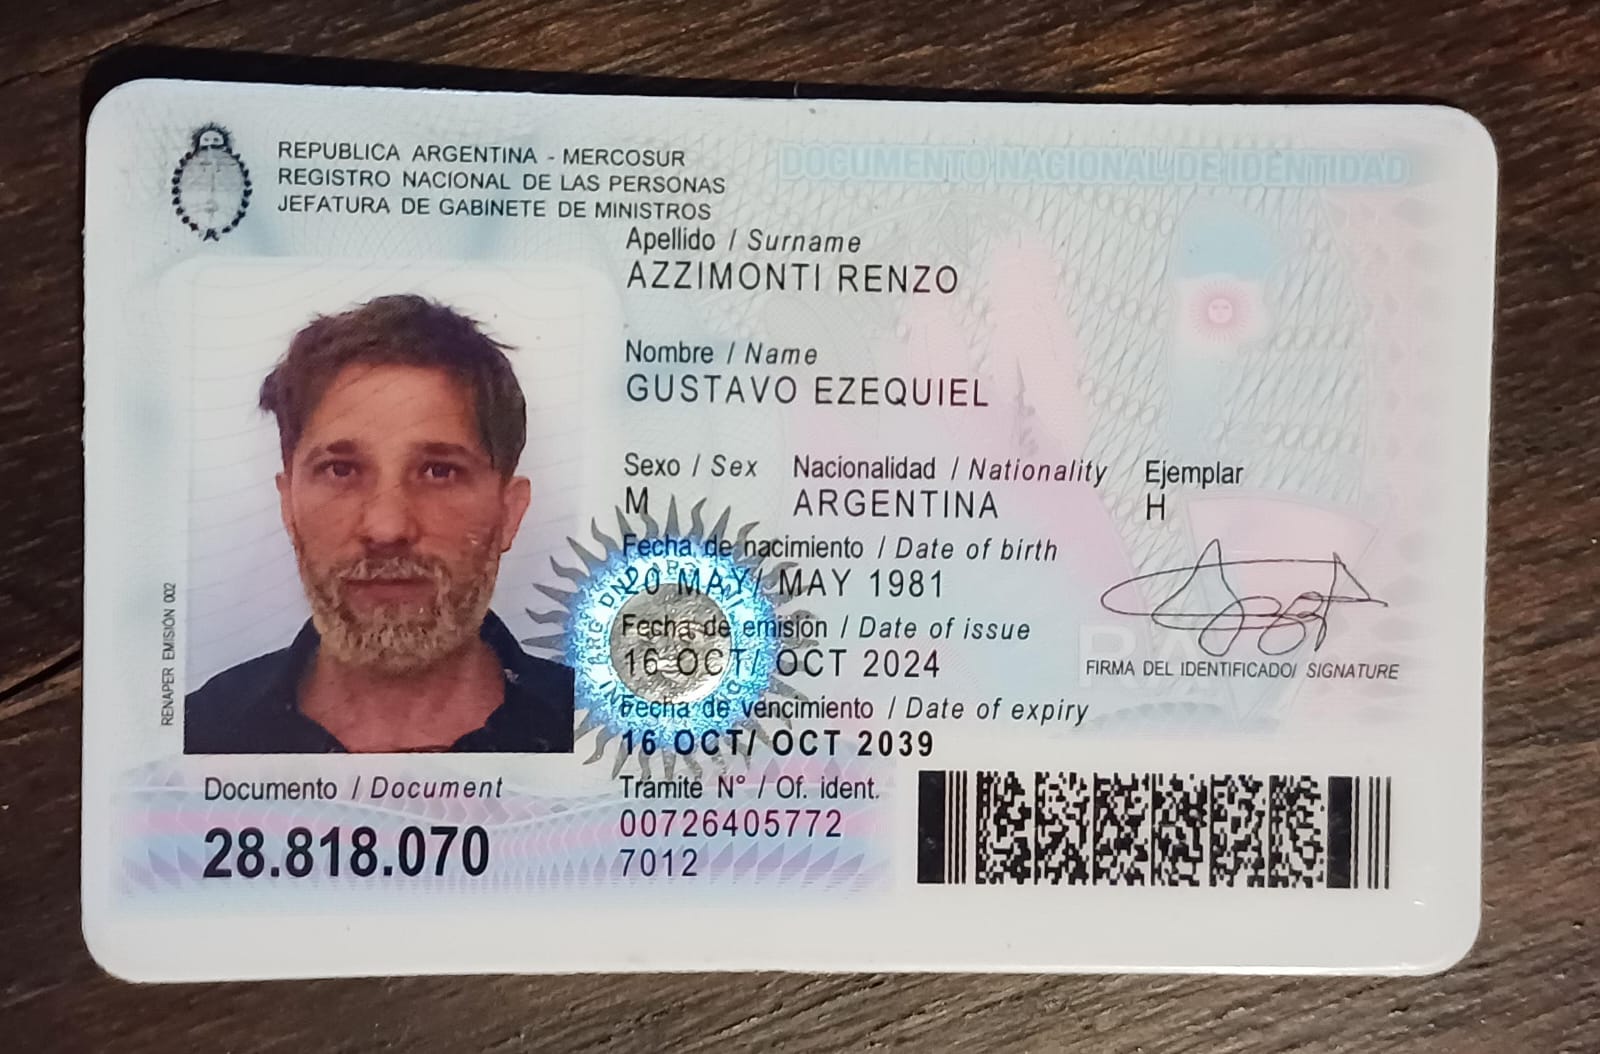 REPUBLICA ARGENTINA - MERCOSUR
REGISTRO NACIONAL DE LAS PERSONAS
JEFATURA DE GABINETE DE MINISTROS
DOCUMENTO NACIONAL DE IDENTIDAD
Apellido / Surname
AZZIMONTI RENZO
Nombre / Name
GUSTAVO EZEQUIEL
Sexo / Sex Nacionalidad / Nationality Ejemplar
M ARGENTINA H
Fecha de nacimiento / Date of birth
20 MAY/ MAY 1981
Fecha de emisión / Date of issue
16 OCT/ OCT 2024
FIRMA DEL IDENTIFICADO/ SIGNATURE
Fecha de vencimiento / Date of expiry
16 OCT/ OCT 2039
RENAPER EMISIÓN 002
Documento / Document
28.818.070
Trámite N° / Of. ident.
00726405772
7012